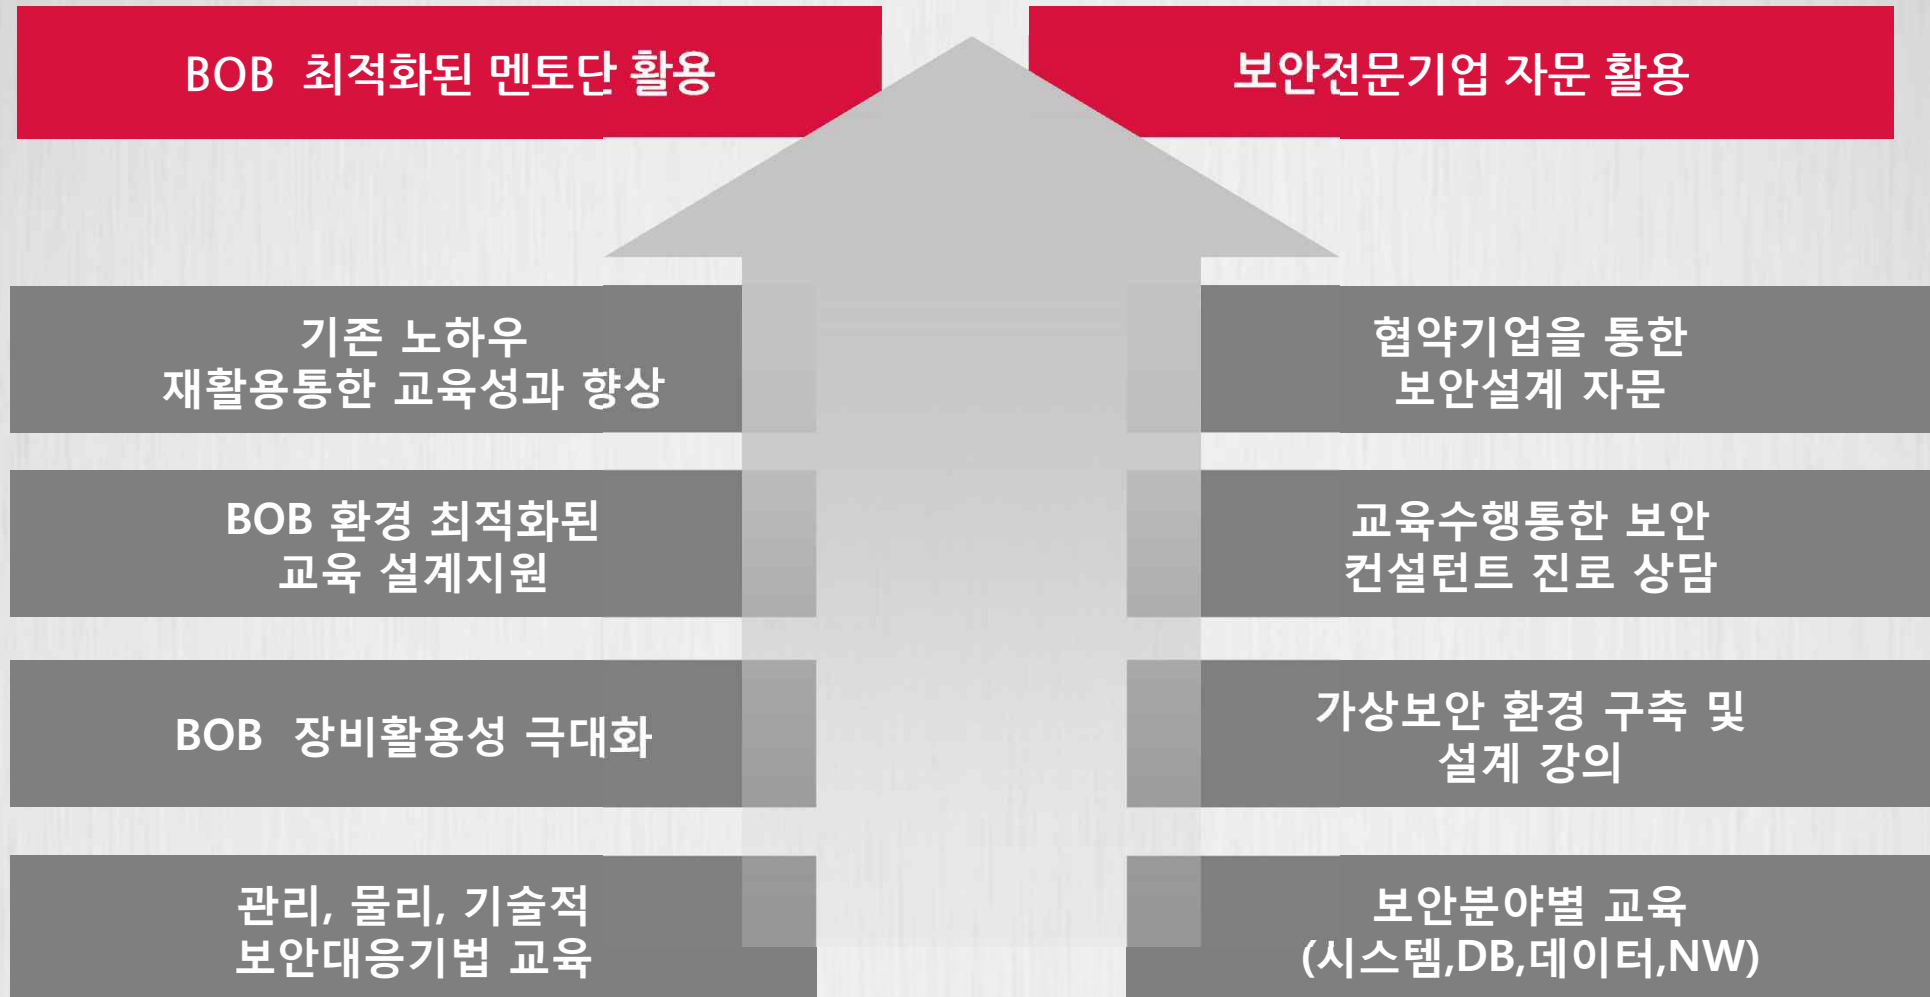 BOB 최적화된 멘토단 활용
보안전문기업 자문 활용
기존 노하우
재활용통한 교육성과 향상
협약기업을 통한
보안설계 자문
BOB 환경 최적화된
교육 설계지원
교육수행통한 보안
컨설턴트 진로 상담
BOB 장비활용성 극대화
가상보안 환경 구축 및
설계 강의
관리, 물리, 기술적
보안대응기법 교육
보안분야별 교육
(시스템,DB,데이터,NW)